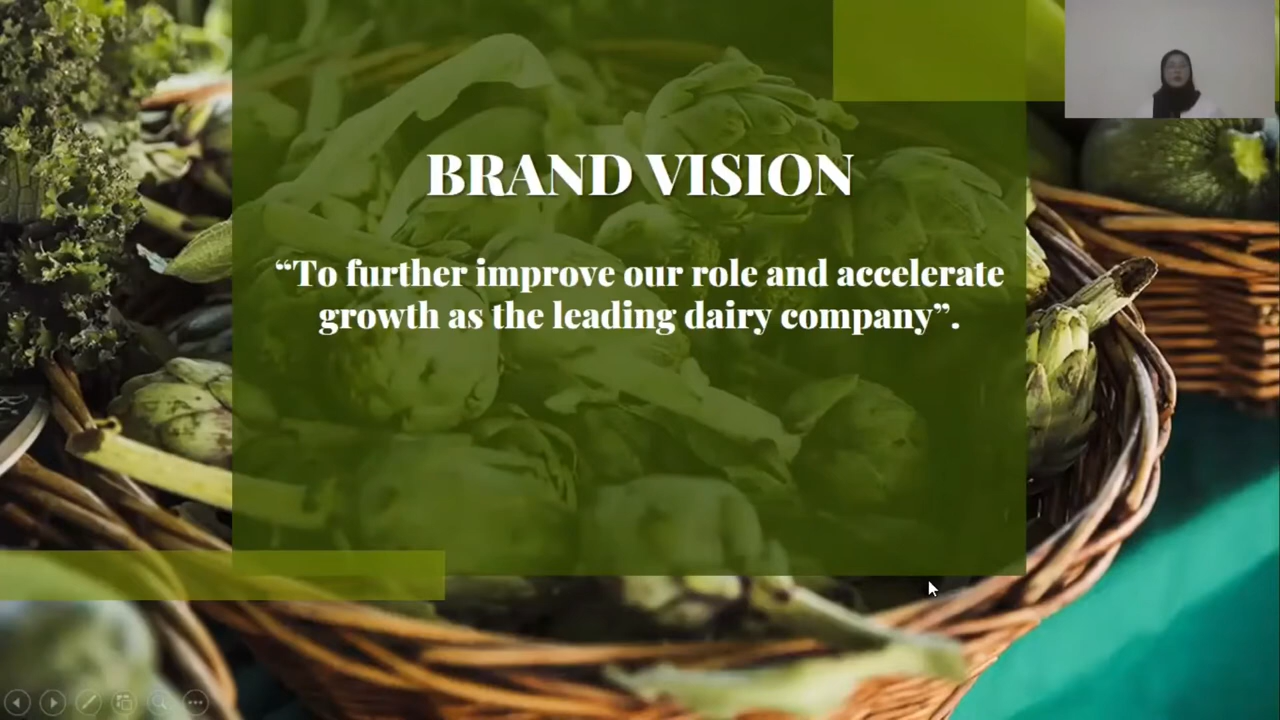 BRAND VISION
“To further improve our role and accelerate
growth as the leading dairy company”.